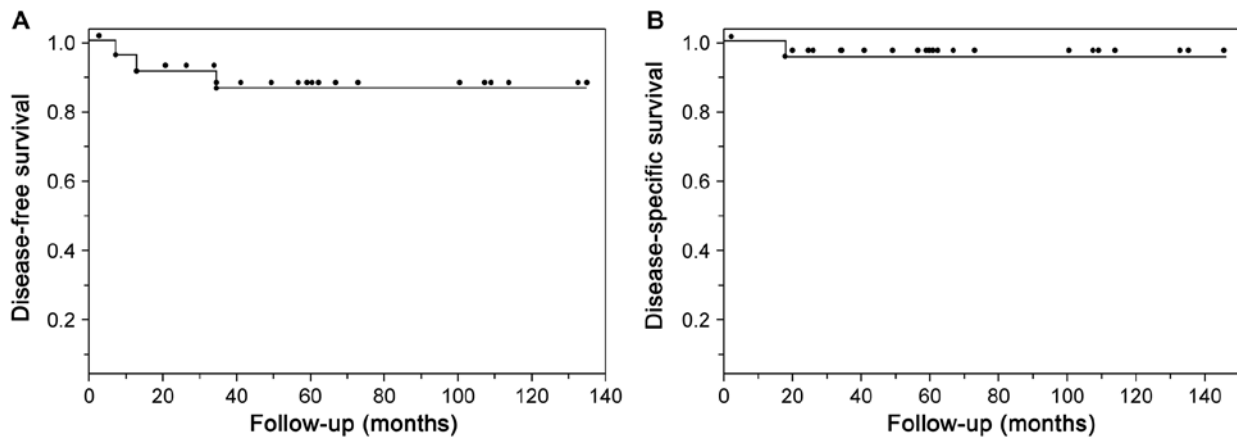 A
Disease-free survival
1.0
0.8
0.6
0.4
0.2
0 20 40 60 80 100 120 140
Follow-up (months)
B
Disease-specific survival
1.0
0.8
0.6
0.4
0.2
0 20 40 60 80 100 120 140
Follow-up (months)